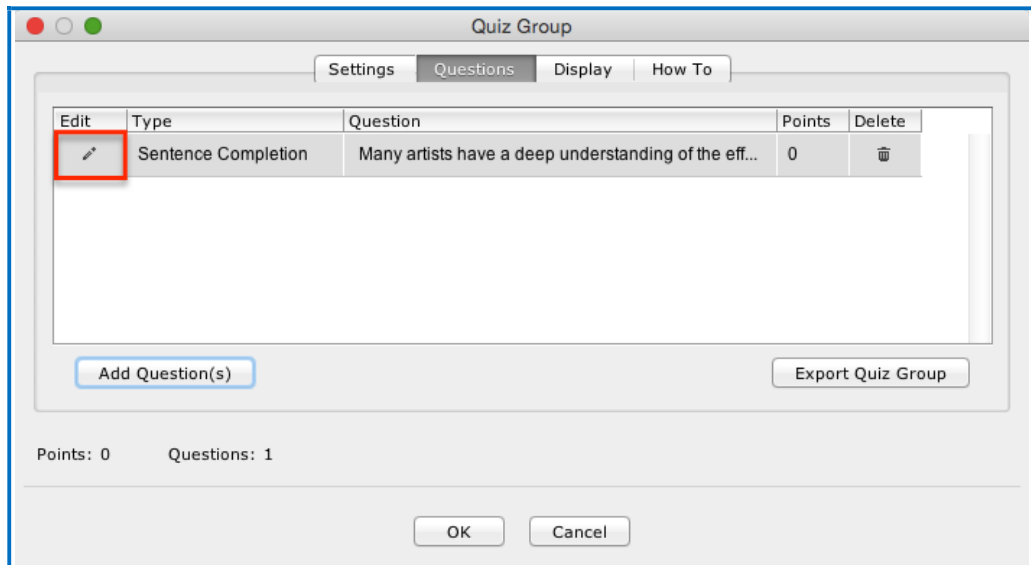 Quiz Group
Settings Questions Display How To
Edit Type Question Points Delete
Sentence Completion Many artists have a deep understanding of the eff... 0
Add Question(s) Export Quiz Group
Points: 0 Questions: 1
OK Cancel